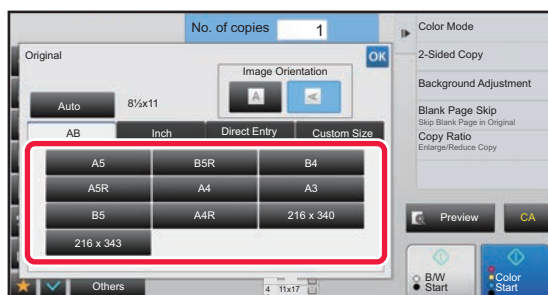 No. of copies 1
Original
OK
Image Orientation
A A
Auto 8½x11
AB Inch Direct Entry Custom Size
A5 B5R B4
A5R A4 A3
B5 A4R 216 x 340
216 x 343
Others
4 11x17
Color Mode
2-Sided Copy
Background Adjustment
Blank Page Skip
Skip Blank Page in Original
Copy Ratio
Enlarge/Reduce Copy
Preview CA
B/W
Start
Color
Start